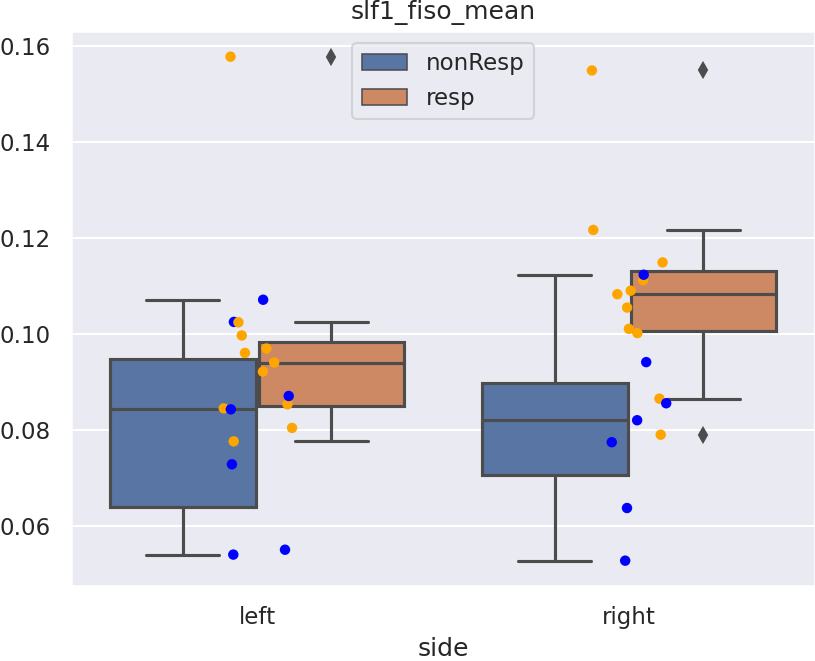 slf1_fiso_mean
0.16
0.14
0.12
0.10
0.08
0.06
nonResp
resp
left
right
side